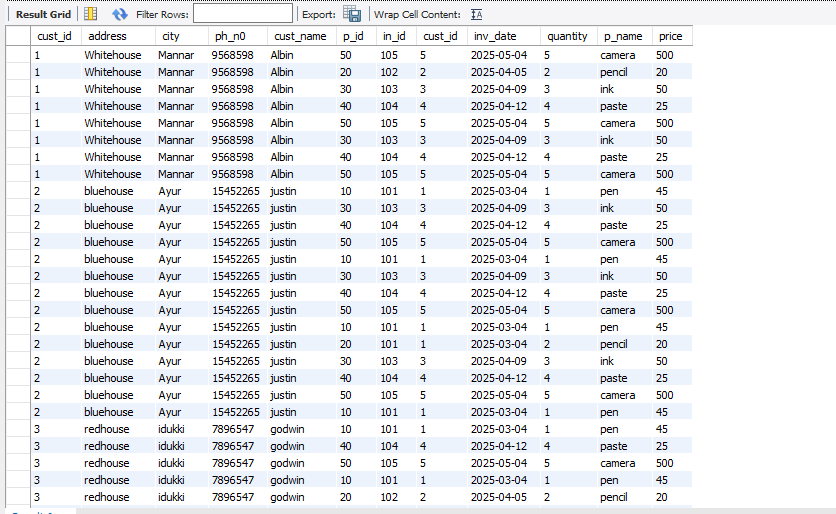 Result Grid Filter Rows: Export: Wrap Cell Content: IA
cust_id address city ph_n0 cust_name p_id in_id cust_id inv_date quantity p_name price
1 Whitehouse Mannar 9568598 Albin 50 105 5 2025-05-04 5 camera 500
1 Whitehouse Mannar 9568598 Albin 20 102 2 2025-04-05 2 pencil 20
1 Whitehouse Mannar 9568598 Albin 30 103 3 2025-04-09 3 ink 50
1 Whitehouse Mannar 9568598 Albin 40 104 4 2025-04-12 4 paste 25
1 Whitehouse Mannar 9568598 Albin 50 105 5 2025-05-04 5 camera 500
1 Whitehouse Mannar 9568598 Albin 30 103 3 2025-04-09 3 ink 50
1 Whitehouse Mannar 9568598 Albin 40 104 4 2025-04-12 4 paste 25
1 Whitehouse Mannar 9568598 Albin 50 105 5 2025-05-04 5 camera 500
2 bluehouse Ayur 15452265 justin 10 101 1 2025-03-04 1 pen 45
2 bluehouse Ayur 15452265 justin 30 103 3 2025-04-09 3 ink 50
2 bluehouse Ayur 15452265 justin 40 104 4 2025-04-12 4 paste 25
2 bluehouse Ayur 15452265 justin 50 105 5 2025-05-04 5 camera 500
2 bluehouse Ayur 15452265 justin 10 101 1 2025-03-04 1 pen 45
2 bluehouse Ayur 15452265 justin 30 103 3 2025-04-09 3 ink 50
2 bluehouse Ayur 15452265 justin 40 104 4 2025-04-12 4 paste 25
2 bluehouse Ayur 15452265 justin 50 105 5 2025-05-04 5 camera 500
2 bluehouse Ayur 15452265 justin 10 101 1 2025-03-04 1 pen 45
2 bluehouse Ayur 15452265 justin 20 101 1 2025-03-04 2 pencil 20
2 bluehouse Ayur 15452265 justin 30 103 3 2025-04-09 3 ink 50
2 bluehouse Ayur 15452265 justin 40 104 4 2025-04-12 4 paste 25
2 bluehouse Ayur 15452265 justin 50 105 5 2025-05-04 5 camera 500
2 bluehouse Ayur 15452265 justin 10 101 1 2025-03-04 1 pen 45
3 redhouse idukki 7896547 godwin 10 101 1 2025-03-04 1 pen 45
3 redhouse idukki 7896547 godwin 40 104 4 2025-04-12 4 paste 25
3 redhouse idukki 7896547 godwin 50 105 5 2025-05-04 5 camera 500
3 redhouse idukki 7896547 godwin 10 101 1 2025-03-04 1 pen 45
3 redhouse idukki 7896547 godwin 20 102 2 2025-04-05 2 pencil 20